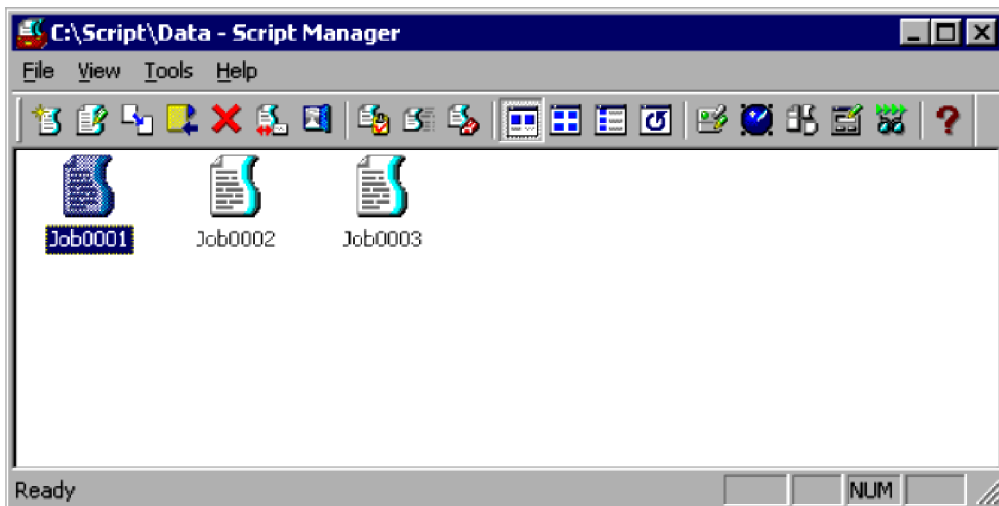 C:\Script\Data - Script Manager
File View Tools Help
Job0001 Job0002 Job0003
Ready NUM